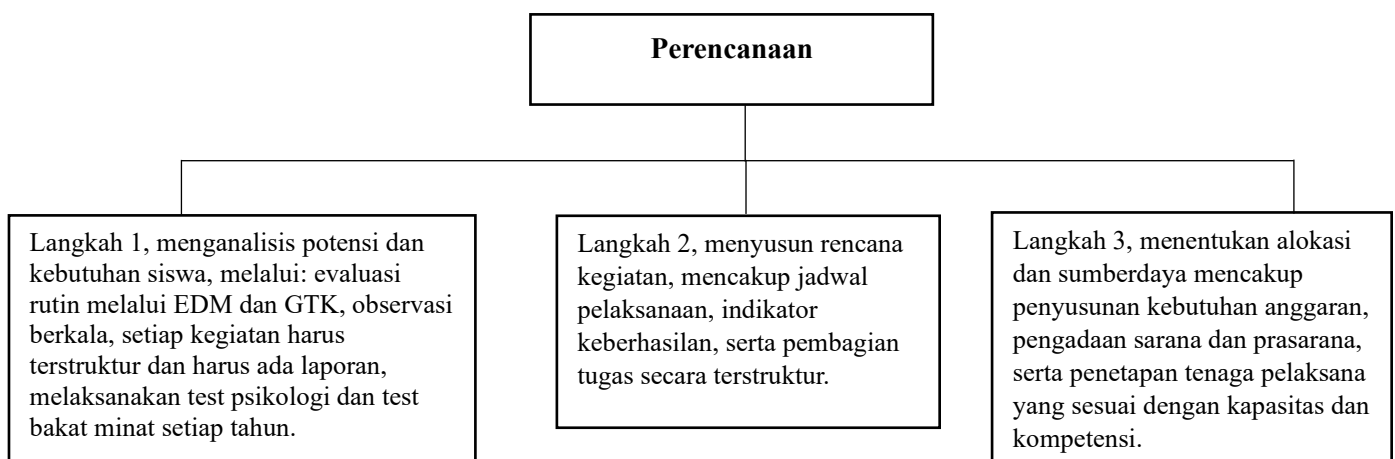 Perencanaan
Langkah 1, menganalisis potensi dan
kebutuhan siswa, melalui: evaluasi
rutin melalui EDM dan GTK, observasi
berkala, setiap kegiatan harus
terstruktur dan harus ada laporan,
melaksanakan test psikologi dan test
bakat minat setiap tahun.
Langkah 2, menyusun rencana
kegiatan, mencakup jadwal
pelaksanaan, indikator
keberhasilan, serta pembagian
tugas secara terstruktur.
Langkah 3, menentukan alokasi
dan sumberdaya mencakup
penyusunan kebutuhan anggaran,
pengadaan sarana dan prasarana,
serta penetapan tenaga pelaksana
yang sesuai dengan kapasitas dan
kompetensi.